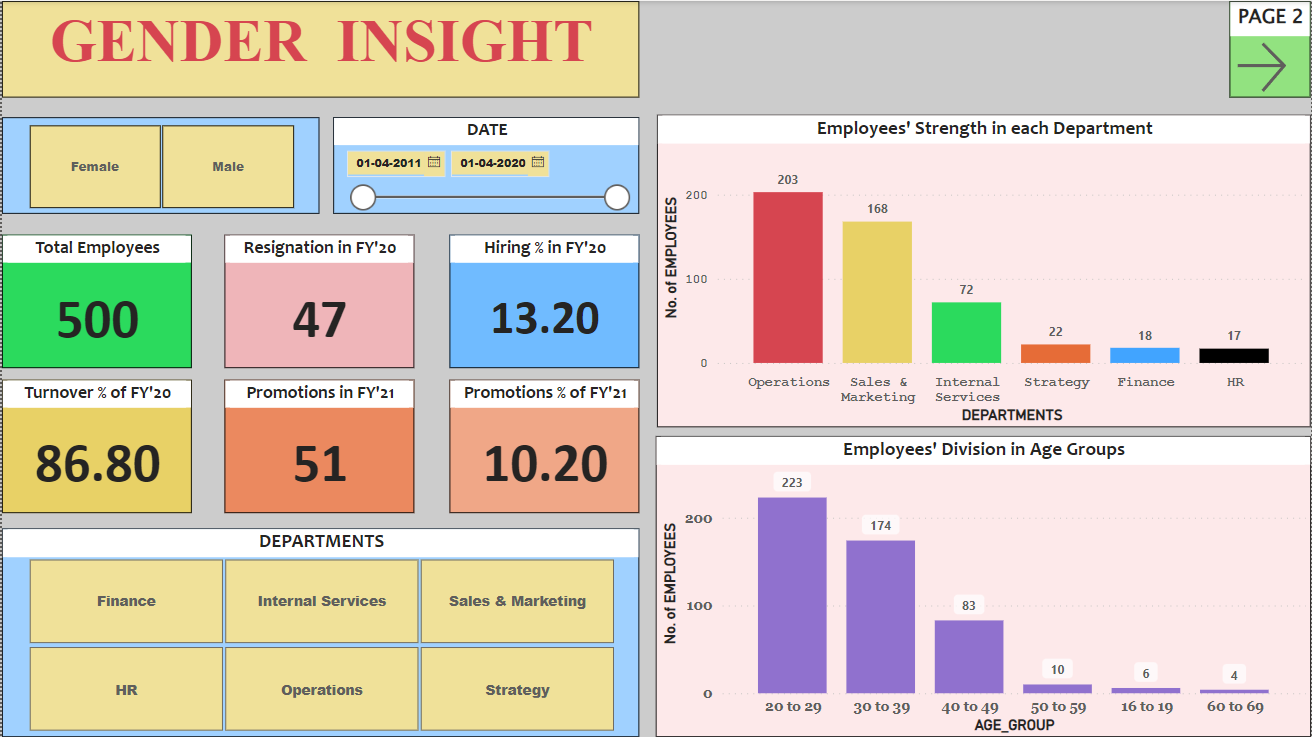 GENDER INSIGHT
PAGE 2
Female
Male
DATE
01-04-2011
01-04-2020
Total Employees
500
Resignation in FY'20
47
Hiring % in FY'20
13.20
Turnover % of FY'20
86.80
Promotions in FY'21
51
Promotions % of FY'21
10.20
DEPARTMENTS
Finance
Internal Services
Sales & Marketing
HR
Operations
Strategy
Employees' Strength in each Department
No. of EMPLOYEES
200
100
0
203
168
72
22
18
17
Operations
Sales &
Marketing
Internal
Services
Strategy
Finance
HR
DEPARTMENTS
Employees' Division in Age Groups
No. of EMPLOYEES
200
100
0
223
174
83
10
6
4
20 to 29
30 to 39
40 to 49
50 to 59
16 to 19
60 to 69
AGE_GROUP